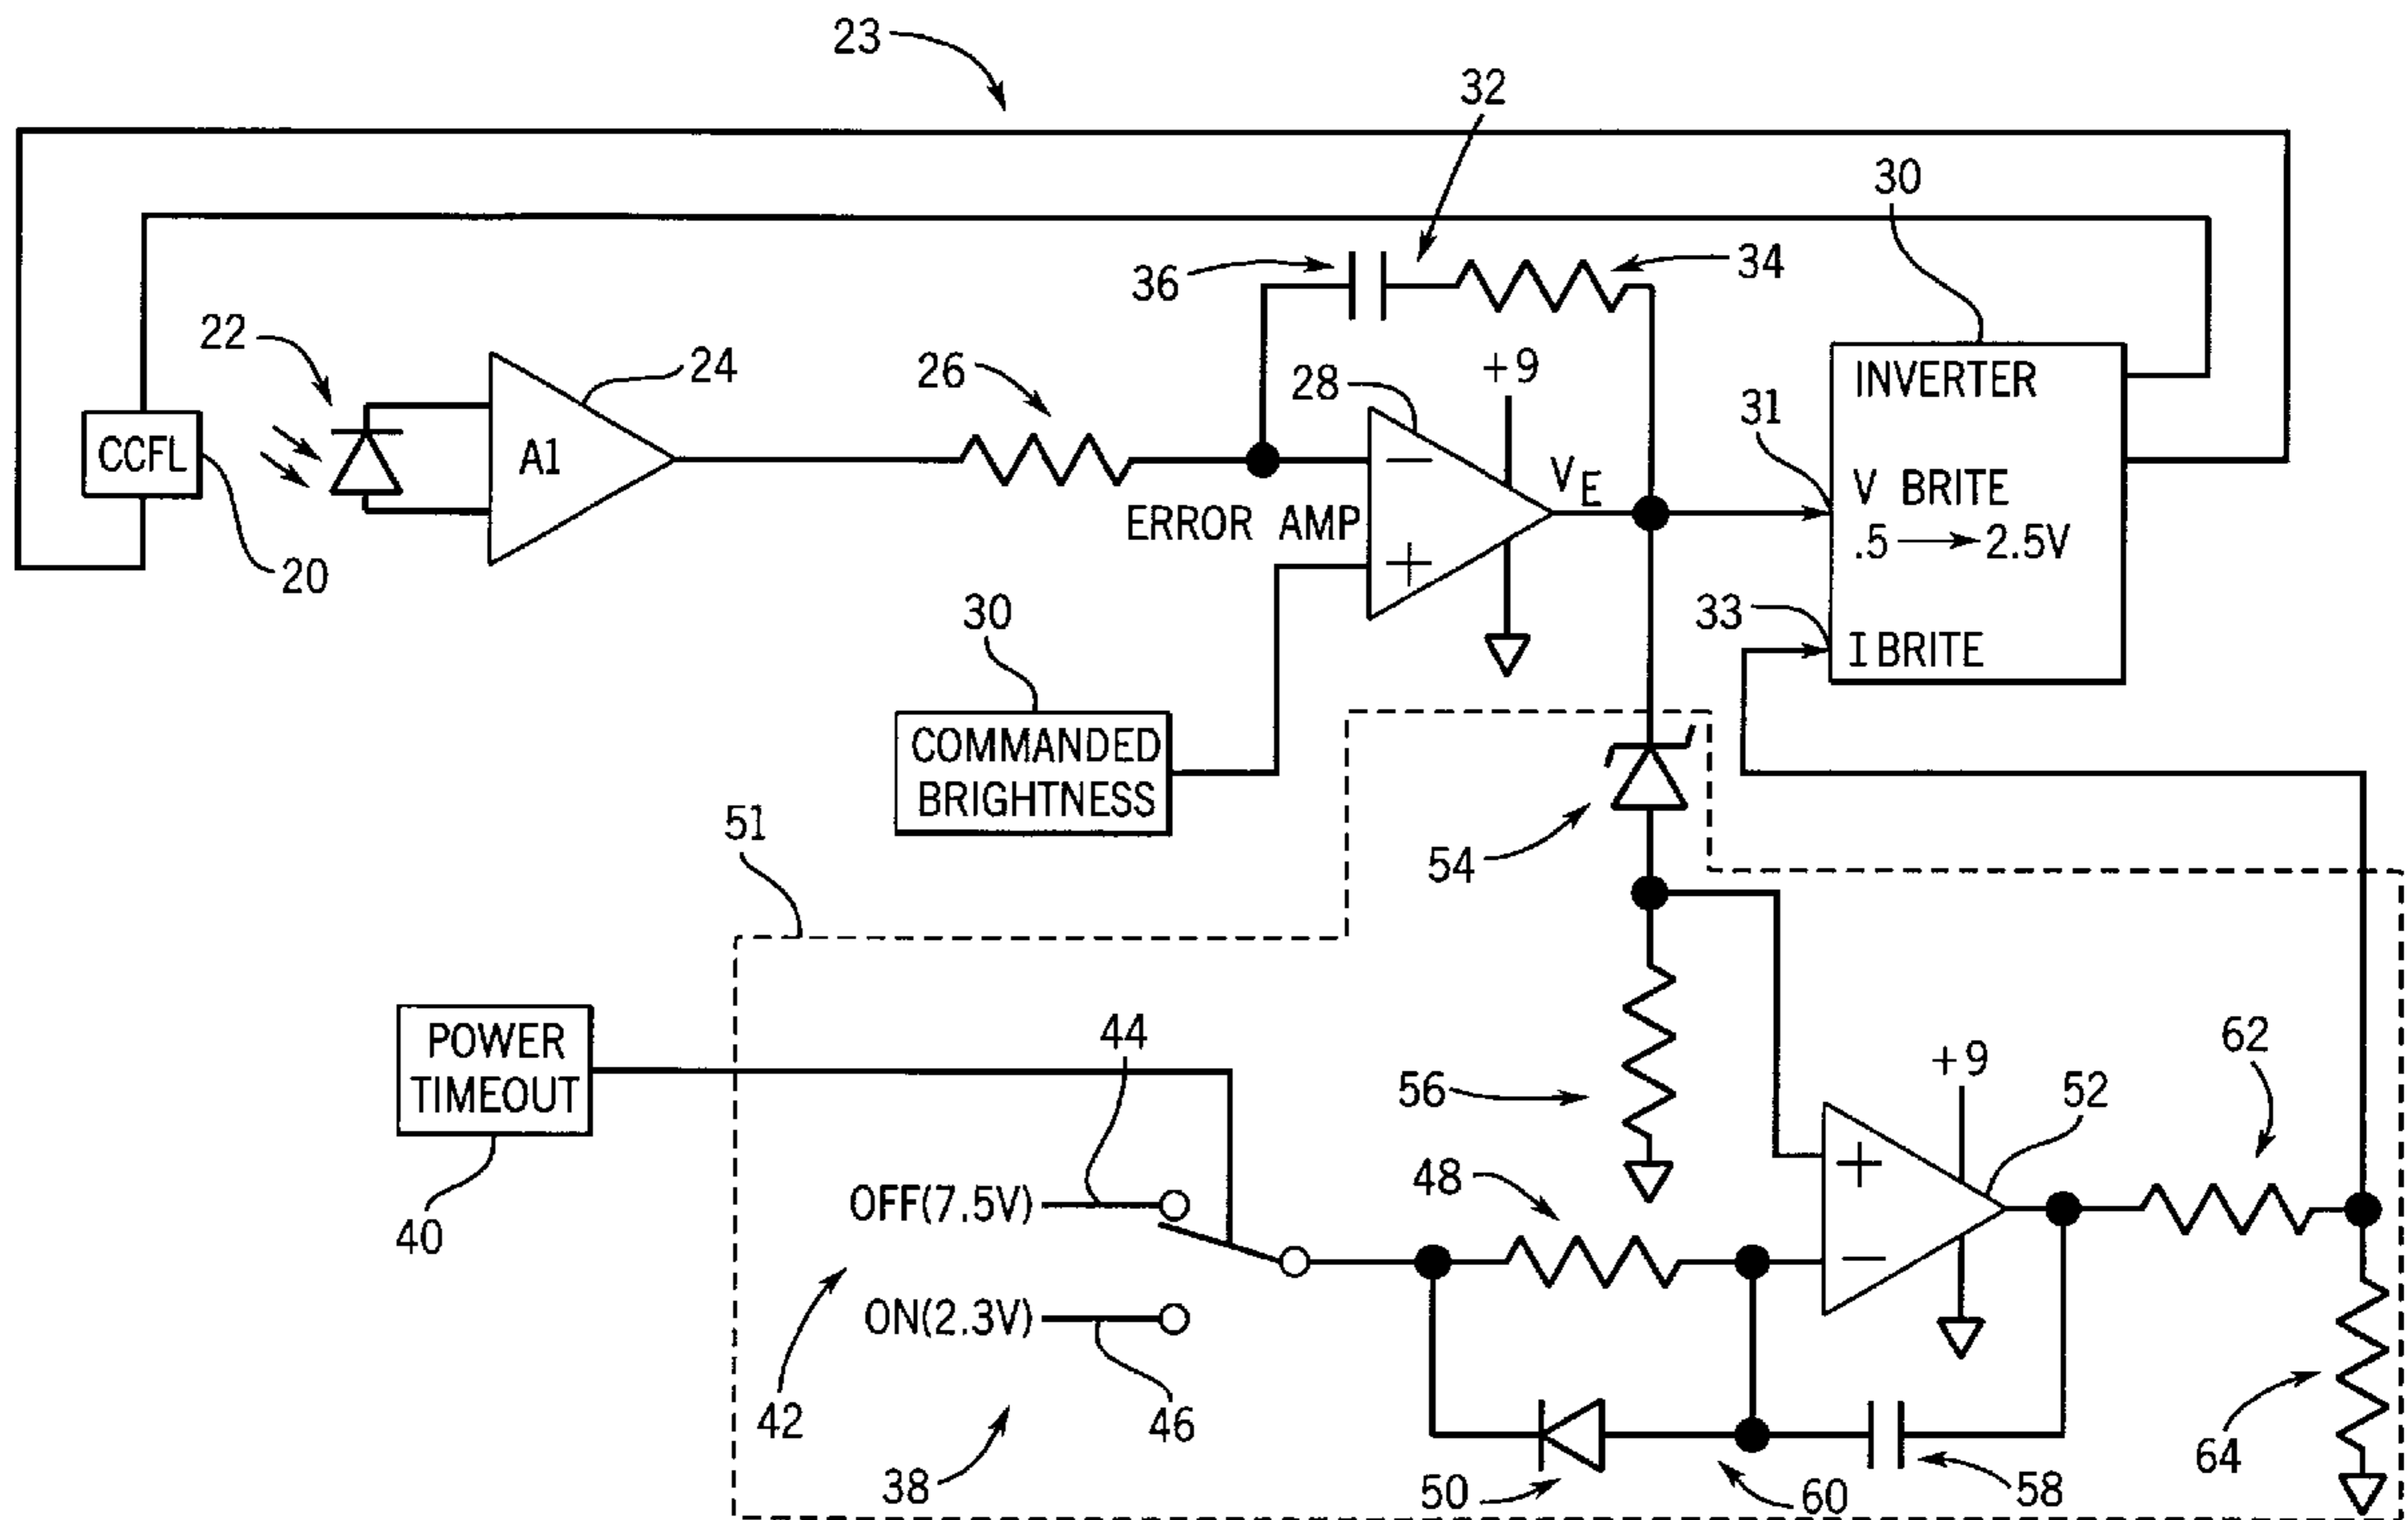 23
32
30
36
34
22
24
26
28
+9
31
INVERTER
CCFL
A1
−
V_E
V BRITE
ERROR AMP
.5 → 2.5V
+
20
30
33
I BRITE
COMMANDED
BRIGHTNESS
51
54
POWER
TIMEOUT
44
62
56
+9
52
48
+
40
OFF(7.5V)
−
ON(2.3V)
42
46
38
50
60
58
64